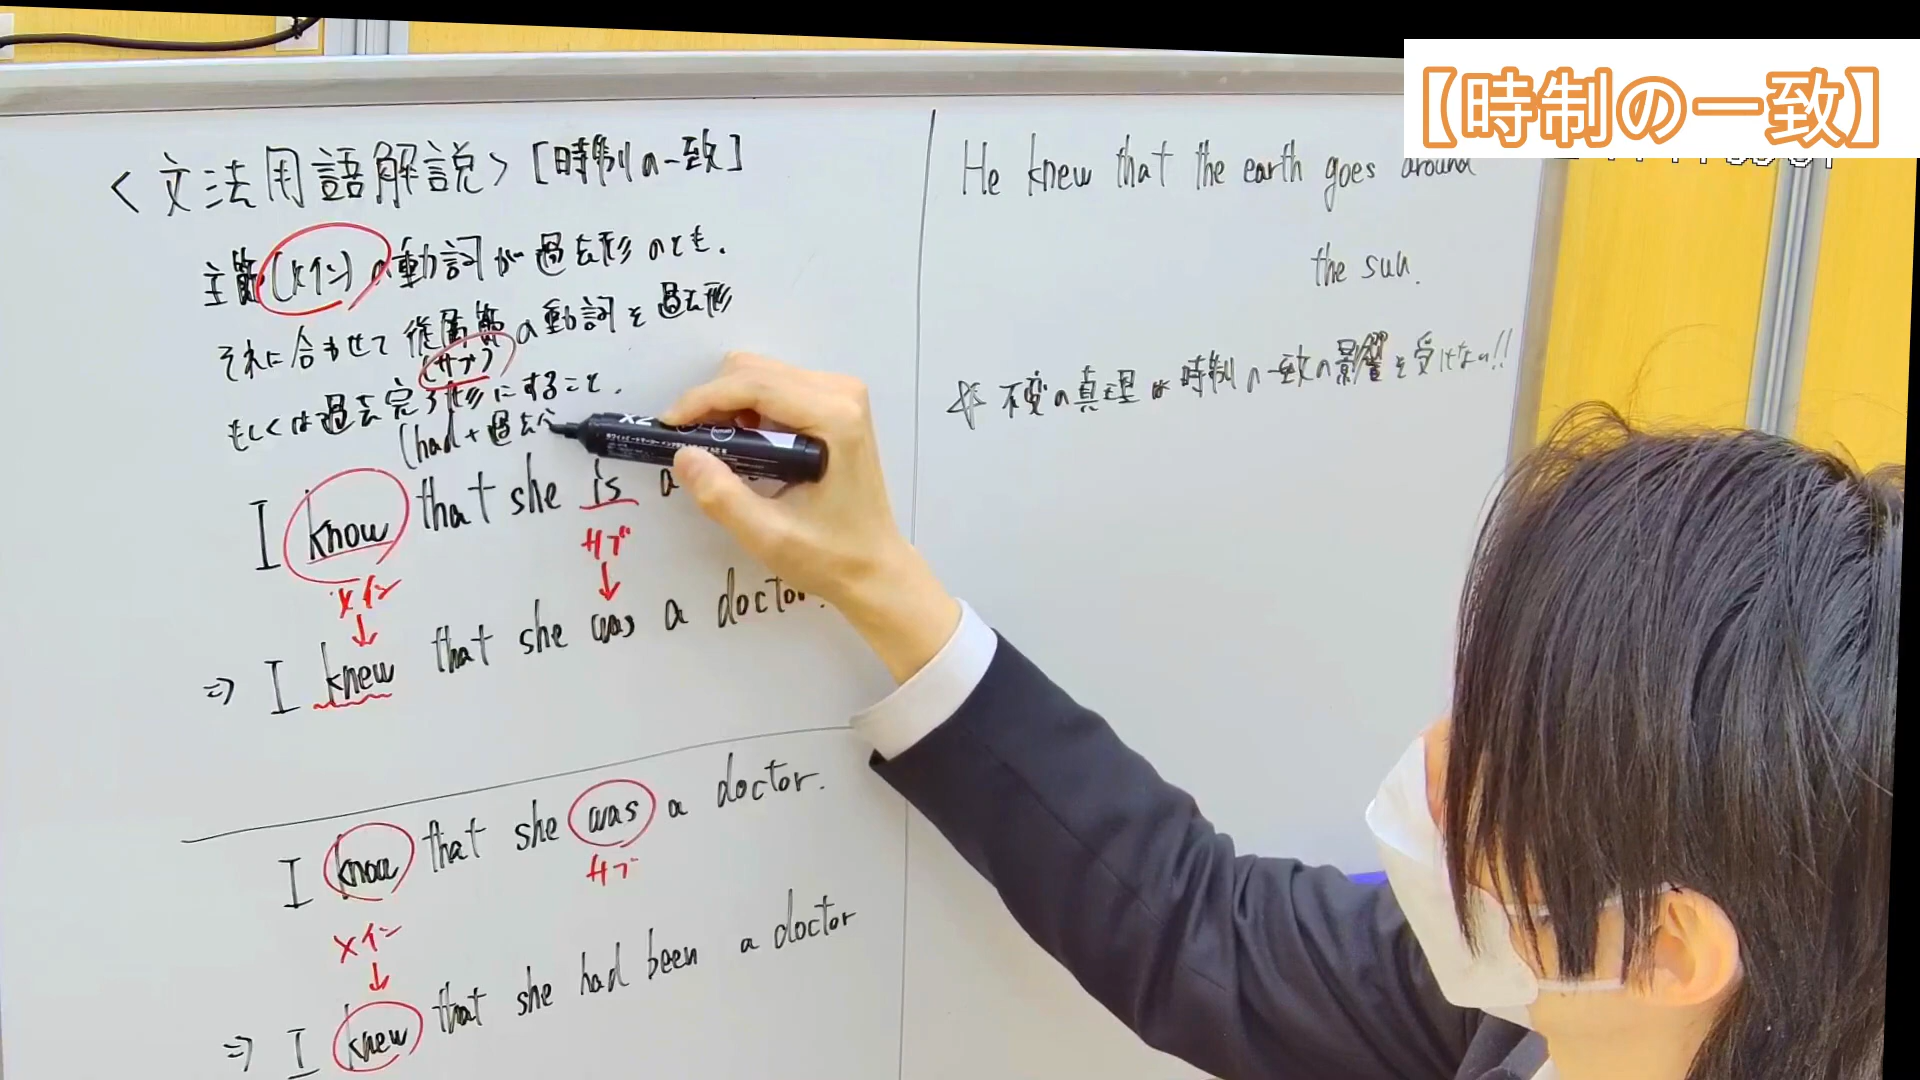 【時制の一致】
<文法用語解説> [時制の一致]
主節(メイン)の動詞が過去形のとき、
それに合わせて従属節の動詞を過去形
(サブ)
もしくは過去完了形にすること.
(had + 過去分
I know that she is a
メイン サブ
⇒ I knew that she was a doctor.
I know that she was a doctor.
メイン サブ
⇒ I knew that she had been a doctor
He knew that the earth goes around
the sun.
※ 不変の真理は時制の一致の影響を受けない!!